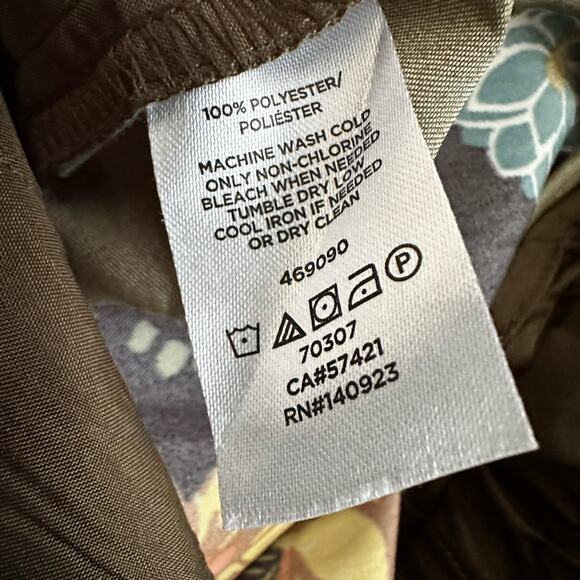 100% POLYESTER/
POLIÉSTER
MACHINE WASH COLD
ONLY NON-CHLORINE
BLEACH WHEN NEEDED
TUMBLE DRY LOW
COOL IRON IF NEEDED
OR DRY CLEAN
469090
P
70307
CA#57421
RN#140923